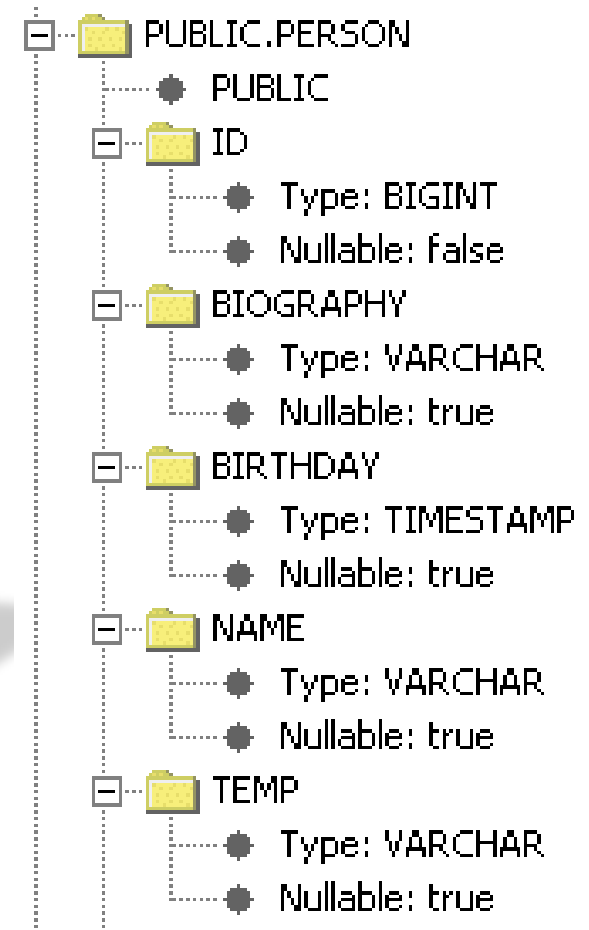 PUBLIC.PERSON
PUBLIC
ID
Type: BIGINT
Nullable: false
BIOGRAPHY
Type: VARCHAR
Nullable: true
BIRTHDAY
Type: TIMESTAMP
Nullable: true
NAME
Type: VARCHAR
Nullable: true
TEMP
Type: VARCHAR
Nullable: true